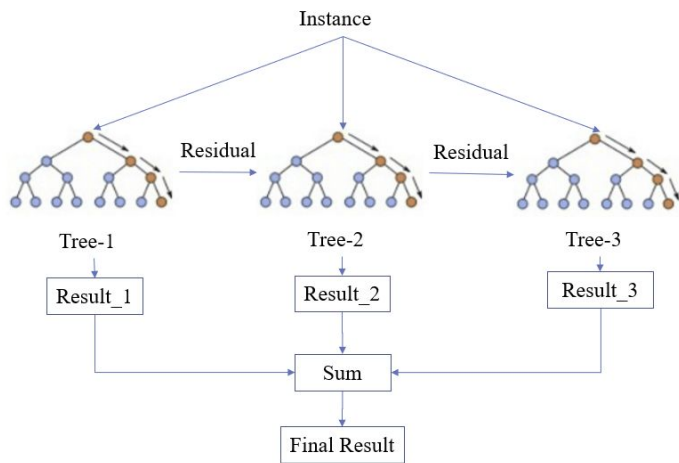 Instance
Residual
Residual
Tree-1
Tree-2
Tree-3
Result_1
Result_2
Result_3
Sum
Final Result